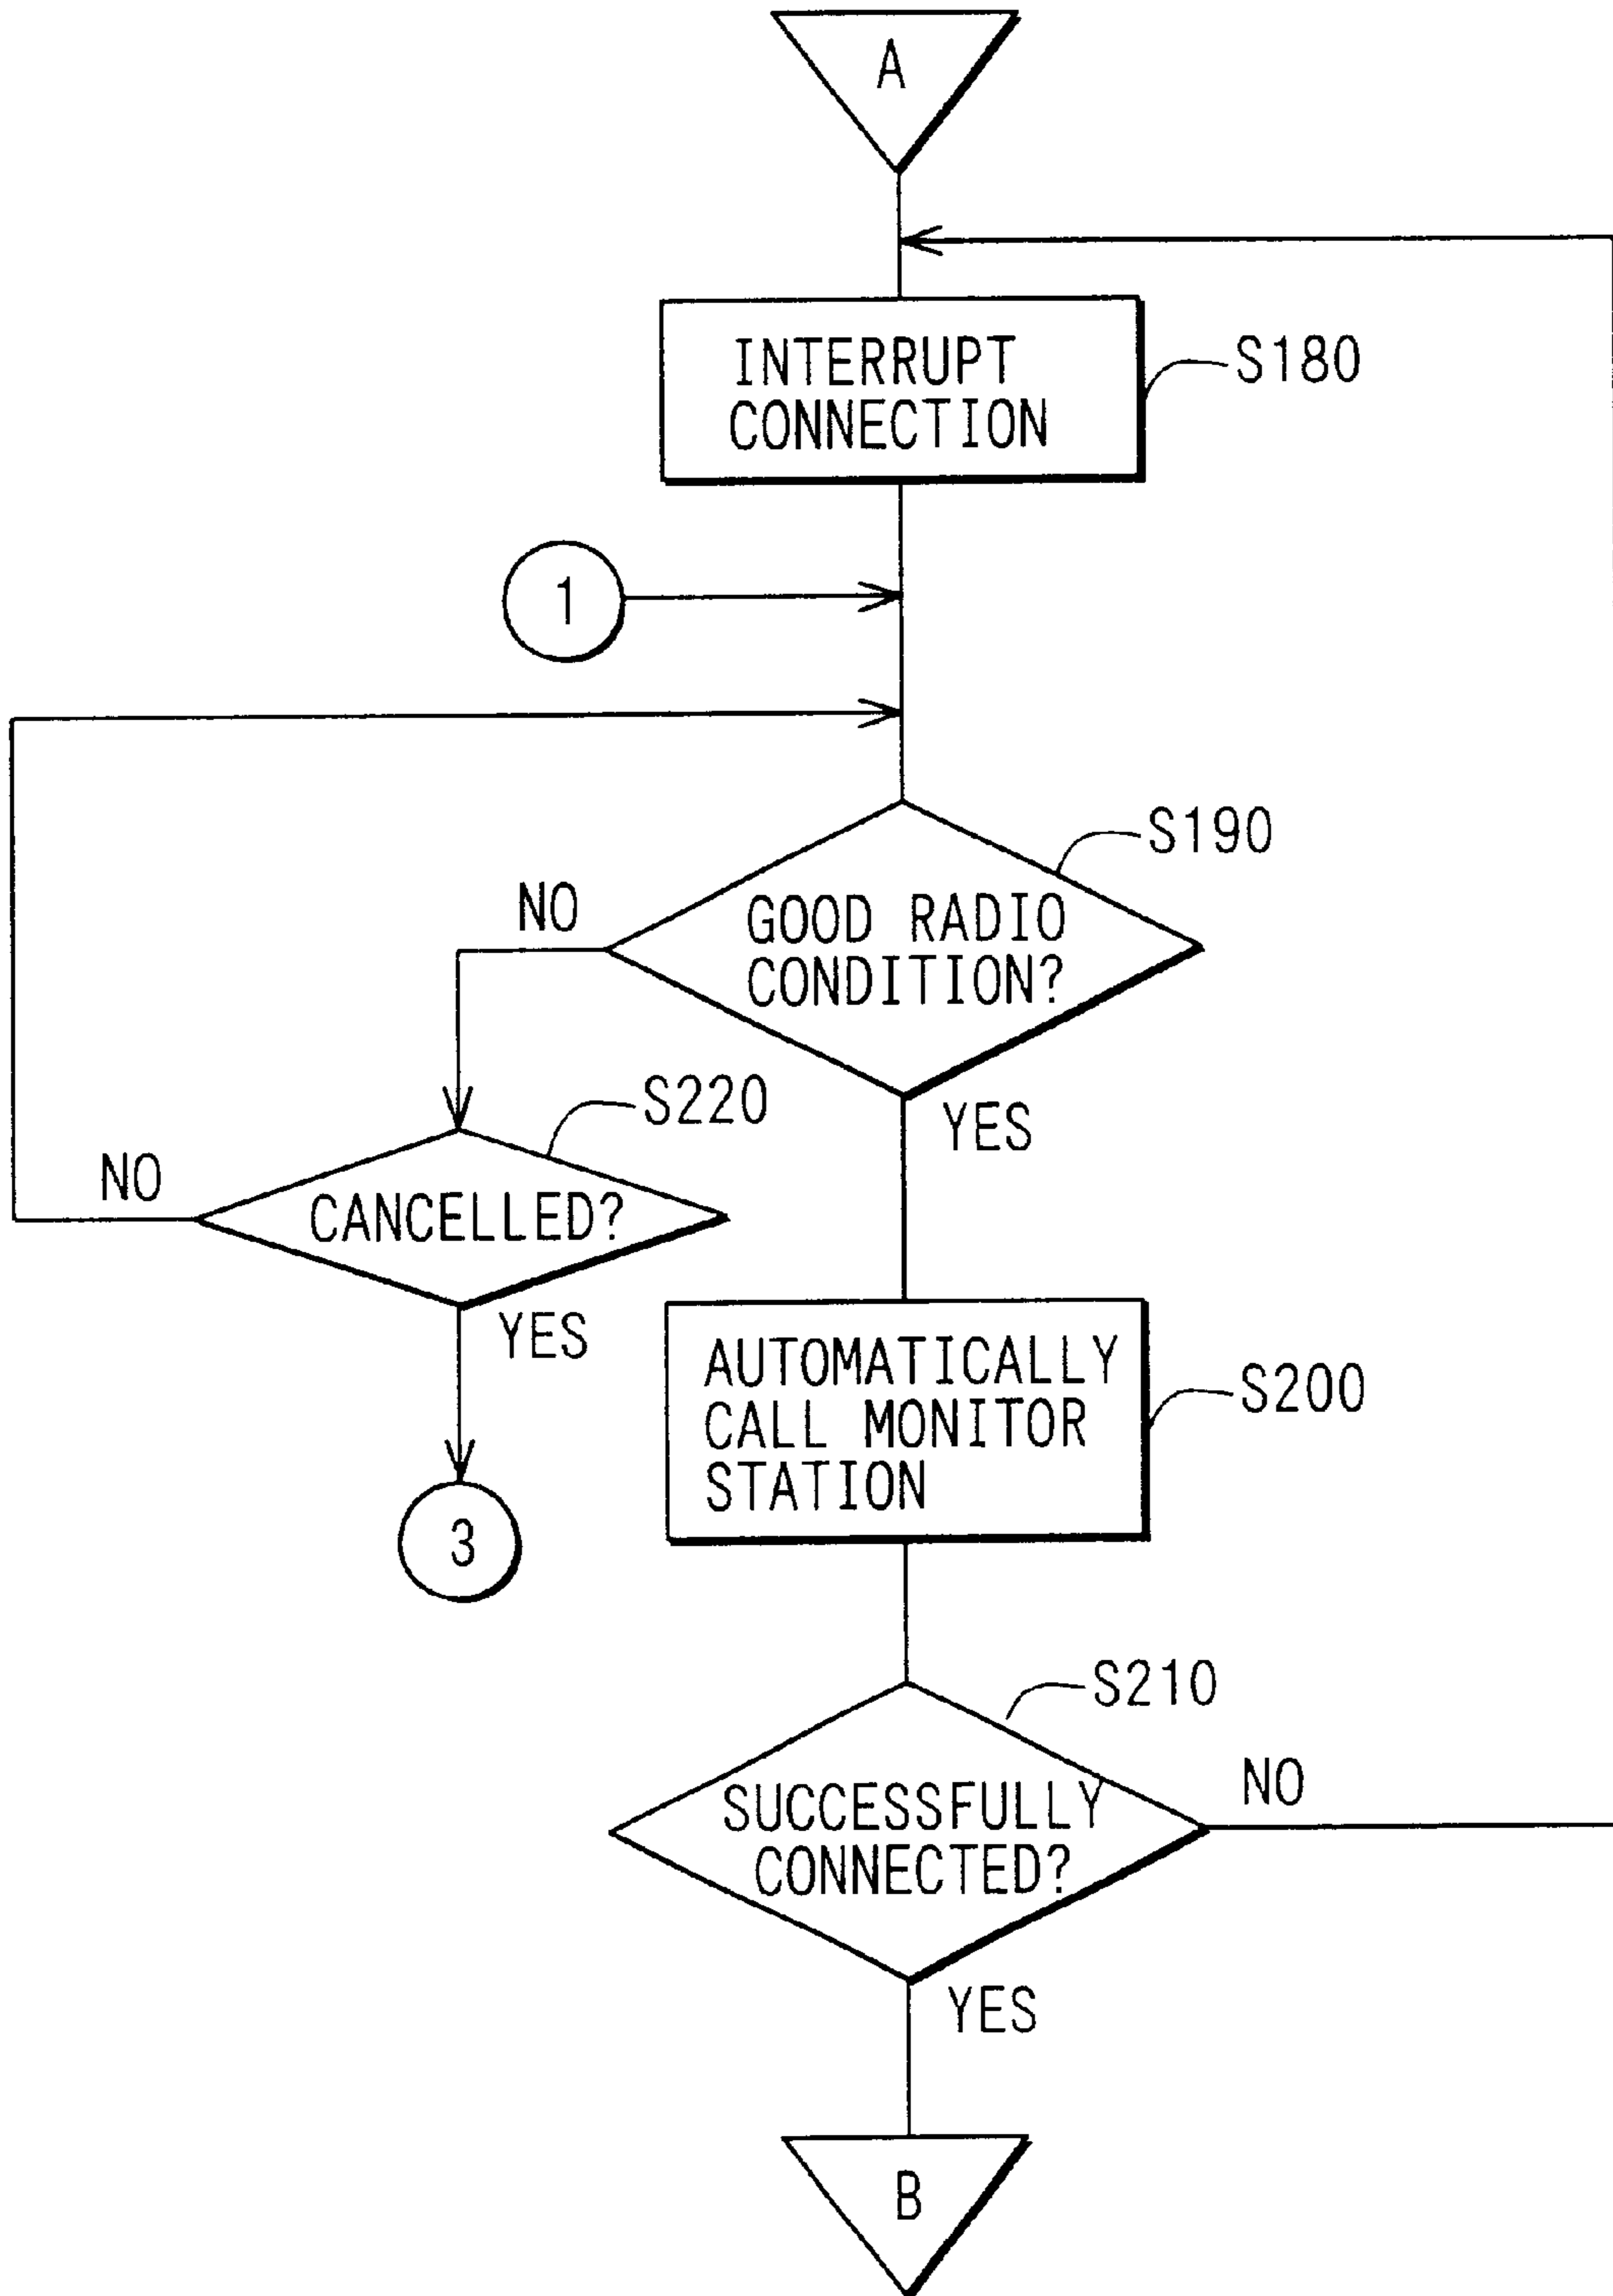 A
INTERRUPT
CONNECTION
S180
1
S190
NO
GOOD RADIO
CONDITION?
S220
YES
NO
CANCELLED?
YES
AUTOMATICALLY
CALL MONITOR
STATION
S200
3
S210
SUCCESSFULLY
CONNECTED?
NO
YES
B